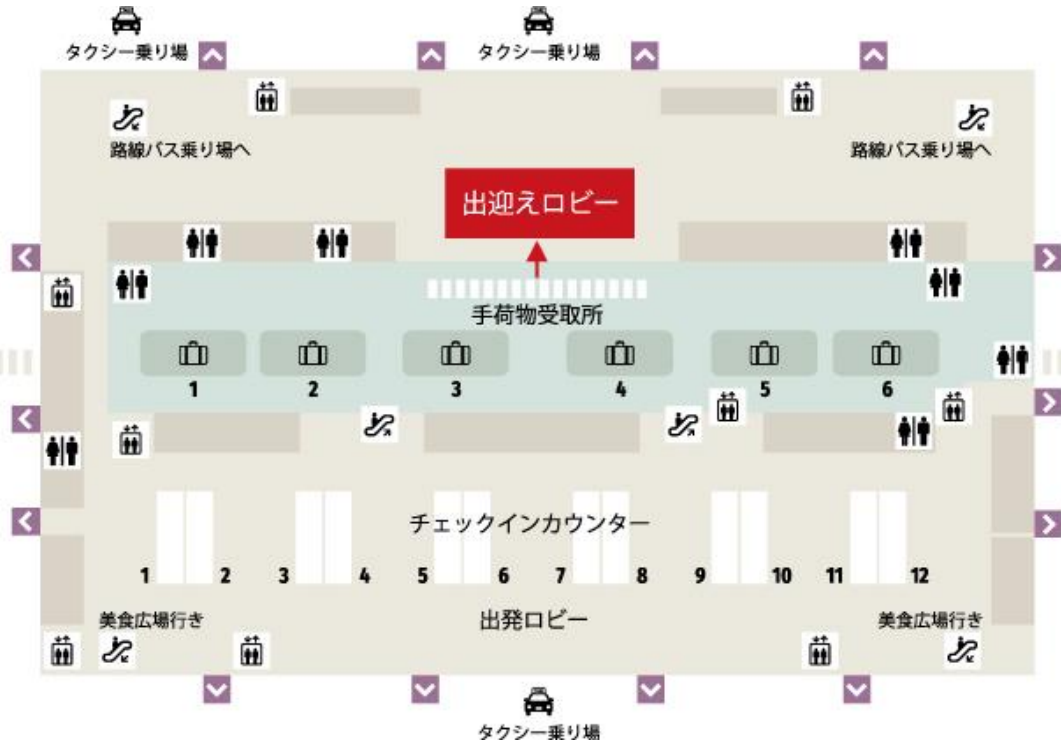 タクシー乗り場
タクシー乗り場
路線バス乗り場へ
路線バス乗り場へ
出迎えロビー
手荷物受取所
1
2
3
4
5
6
チェックインカウンター
1
2
3
4
5
6
7
8
9
10
11
12
美食広場行き
出発ロビー
美食広場行き
タクシー乗り場